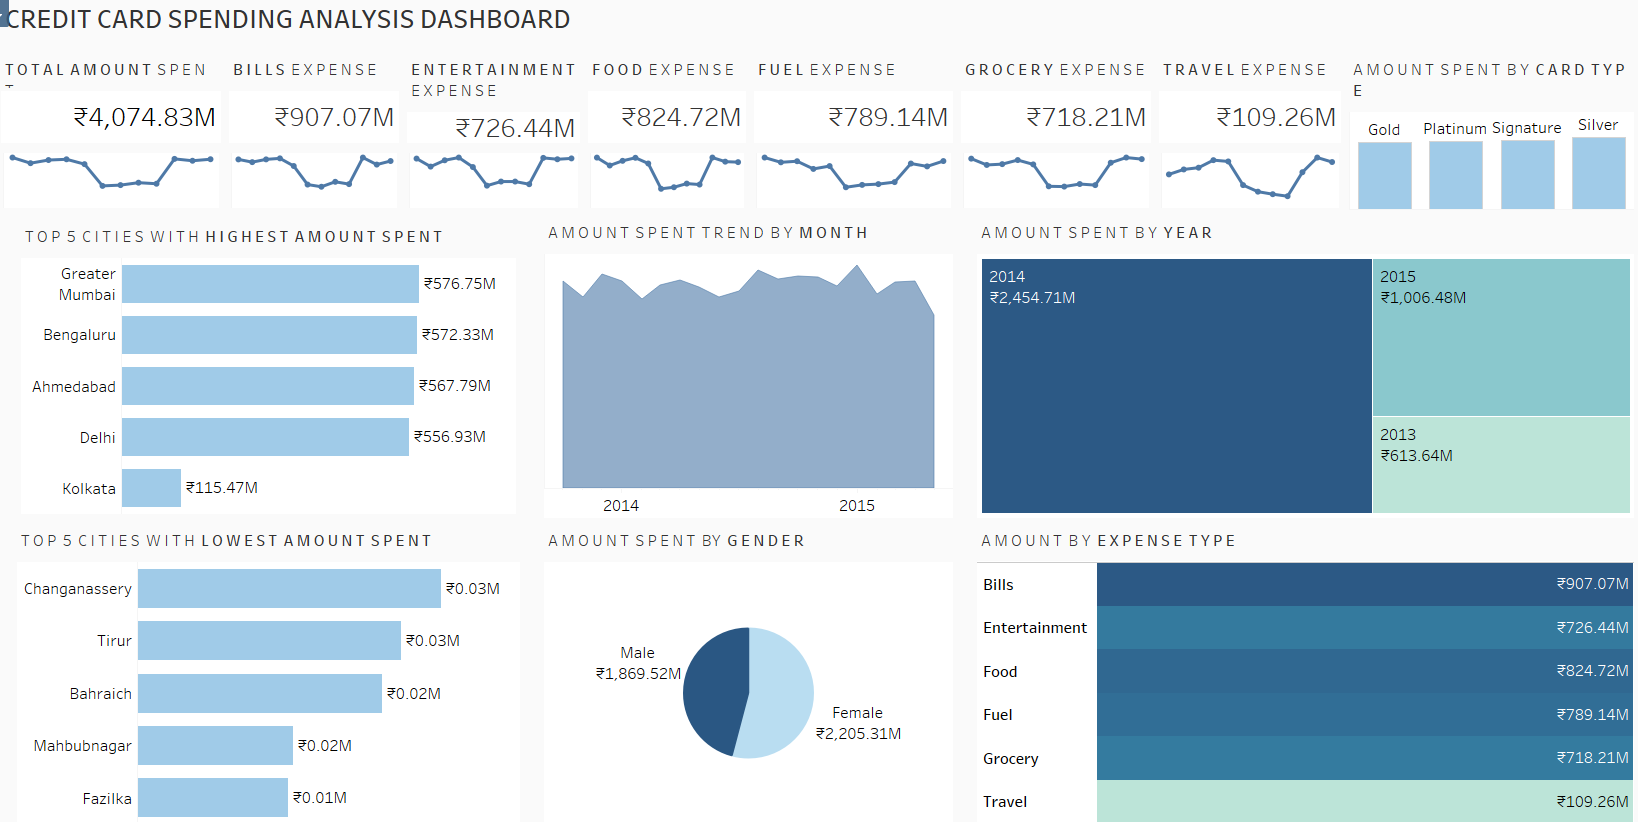 CREDIT CARD SPENDING ANALYSIS DASHBOARD
TOTAL AMOUNT SPEN
₹4,074.83M
BILLS EXPENSE
₹907.07M
ENTERTAINMENT
EXPENSE
₹726.44M
FOOD EXPENSE
₹824.72M
FUEL EXPENSE
₹789.14M
GROCERY EXPENSE
₹718.21M
TRAVEL EXPENSE
₹109.26M
AMOUNT SPENT BY CARD TYP
E
Gold
Platinum
Signature
Silver
TOP 5 CITIES WITH HIGHEST AMOUNT SPENT
Greater
Mumbai
₹576.75M
Bengaluru
₹572.33M
Ahmedabad
₹567.79M
Delhi
₹556.93M
Kolkata
₹115.47M
AMOUNT SPENT TREND BY MONTH
2014
2015
AMOUNT SPENT BY YEAR
2014
₹2,454.71M
2015
₹1,006.48M
2013
₹613.64M
TOP 5 CITIES WITH LOWEST AMOUNT SPENT
Changanassery
₹0.03M
Tirur
₹0.03M
Bahraich
₹0.02M
Mahbubnagar
₹0.02M
Fazilka
₹0.01M
AMOUNT SPENT BY GENDER
Male
₹1,869.52M
Female
₹2,205.31M
AMOUNT BY EXPENSE TYPE
Bills
₹907.07M
Entertainment
₹726.44M
Food
₹824.72M
Fuel
₹789.14M
Grocery
₹718.21M
Travel
₹109.26M